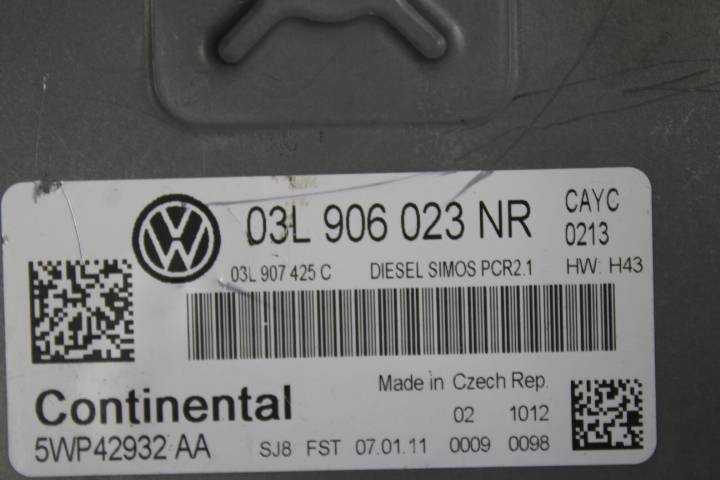 03L 906 023 NR CAYC
0213
03L 907 425 C DIESEL SIMOS PCR2.1 HW: H43
Made in Czech Rep.
Continental
02 1012
5WP42932 AA SJ8 FST 07.01.11 0009 0098